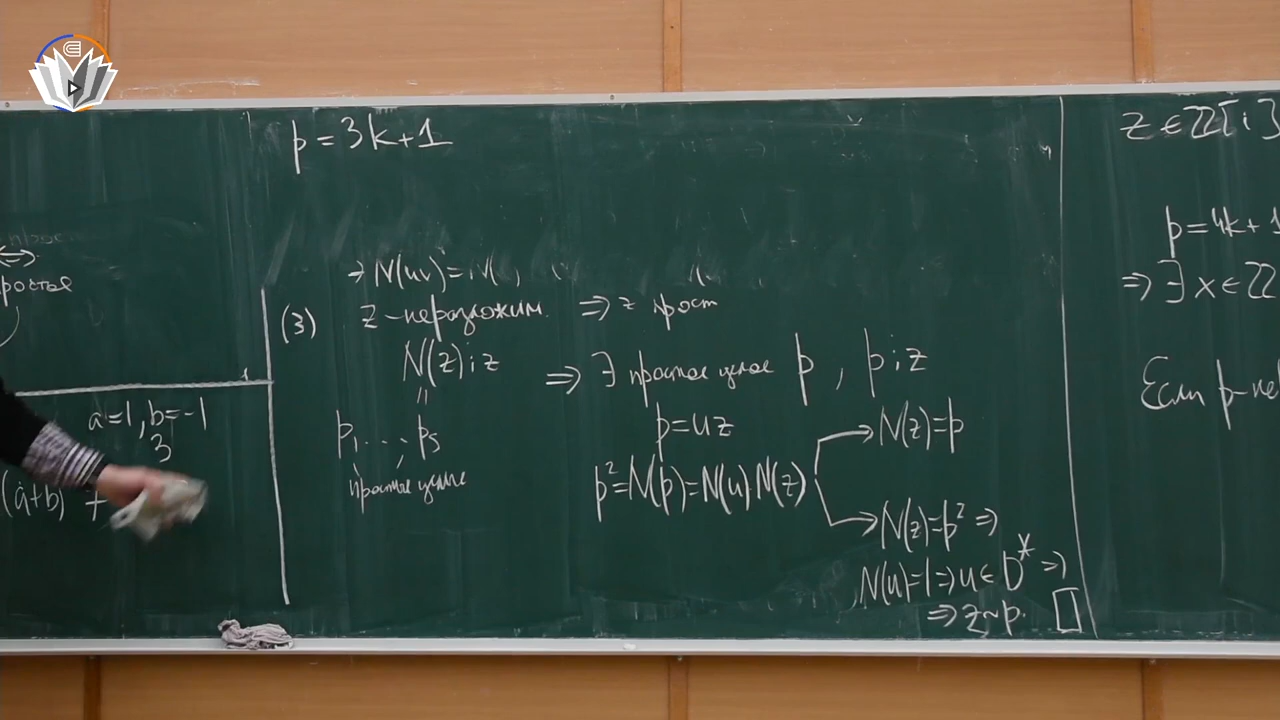 ростые
a=1, b=-1
3
(a+b) +
p=3k+1
⇒ N(uv)=N(
(3) z-неразложим. ⇒ z прост
N(z)⋮z ⇒ ∃ простое целое p, p⋮z
||
p₁...pₛ
простые целые
p=uz
p²=N(p)=N(u)N(z)
→ N(z)=p
→ N(z)=p² ⇒
N(u)=1⇒u∈D* ⇒
⇒ z~p. □
z∈ℤ[i]
p=4k+1
⇒ ∃ x∈ℤ
Если p-не